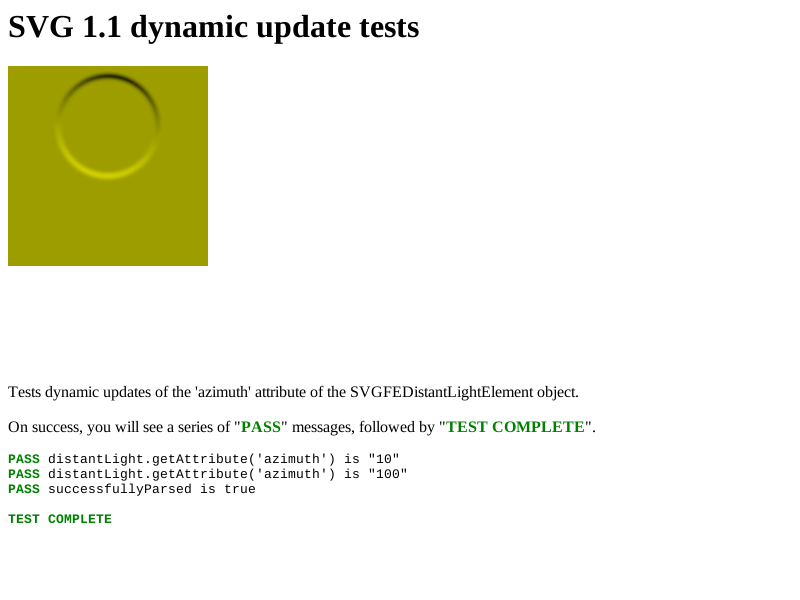 SVG 1.1 dynamic update tests
Tests dynamic updates of the 'azimuth' attribute of the SVGFEDistantLightElement object.
On success, you will see a series of "PASS" messages, followed by "TEST COMPLETE".
PASS distantLight.getAttribute('azimuth') is "10"
PASS distantLight.getAttribute('azimuth') is "100"
PASS successfullyParsed is true
TEST COMPLETE